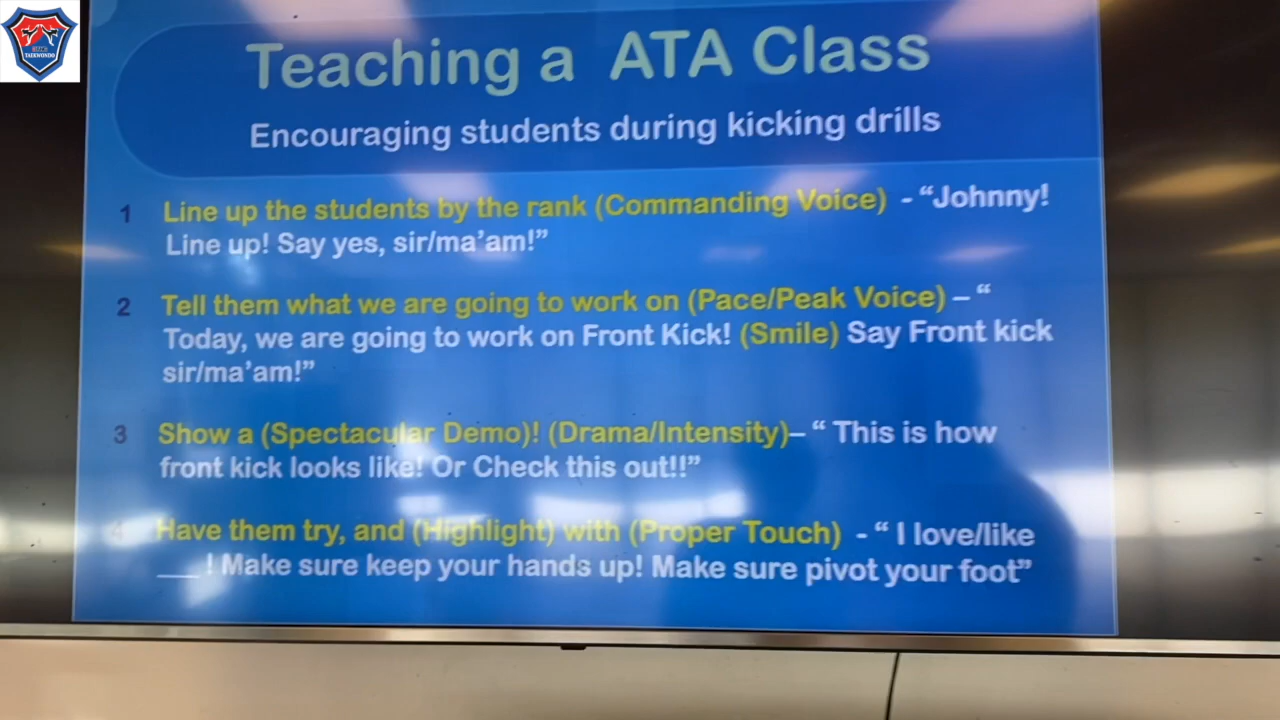 TAEKWONDO
Teaching a ATA Class
Encouraging students during kicking drills
1 Line up the students by the rank (Commanding Voice) - “Johnny!
Line up! Say yes, sir/ma’am!”
2 Tell them what we are going to work on (Pace/Peak Voice) – “
Today, we are going to work on Front Kick! (Smile) Say Front kick
sir/ma’am!”
3 Show a (Spectacular Demo)! (Drama/Intensity)– “ This is how
front kick looks like! Or Check this out!!”
4 Have them try, and (Highlight) with (Proper Touch) - “ I love/like
___ ! Make sure keep your hands up! Make sure pivot your foot”